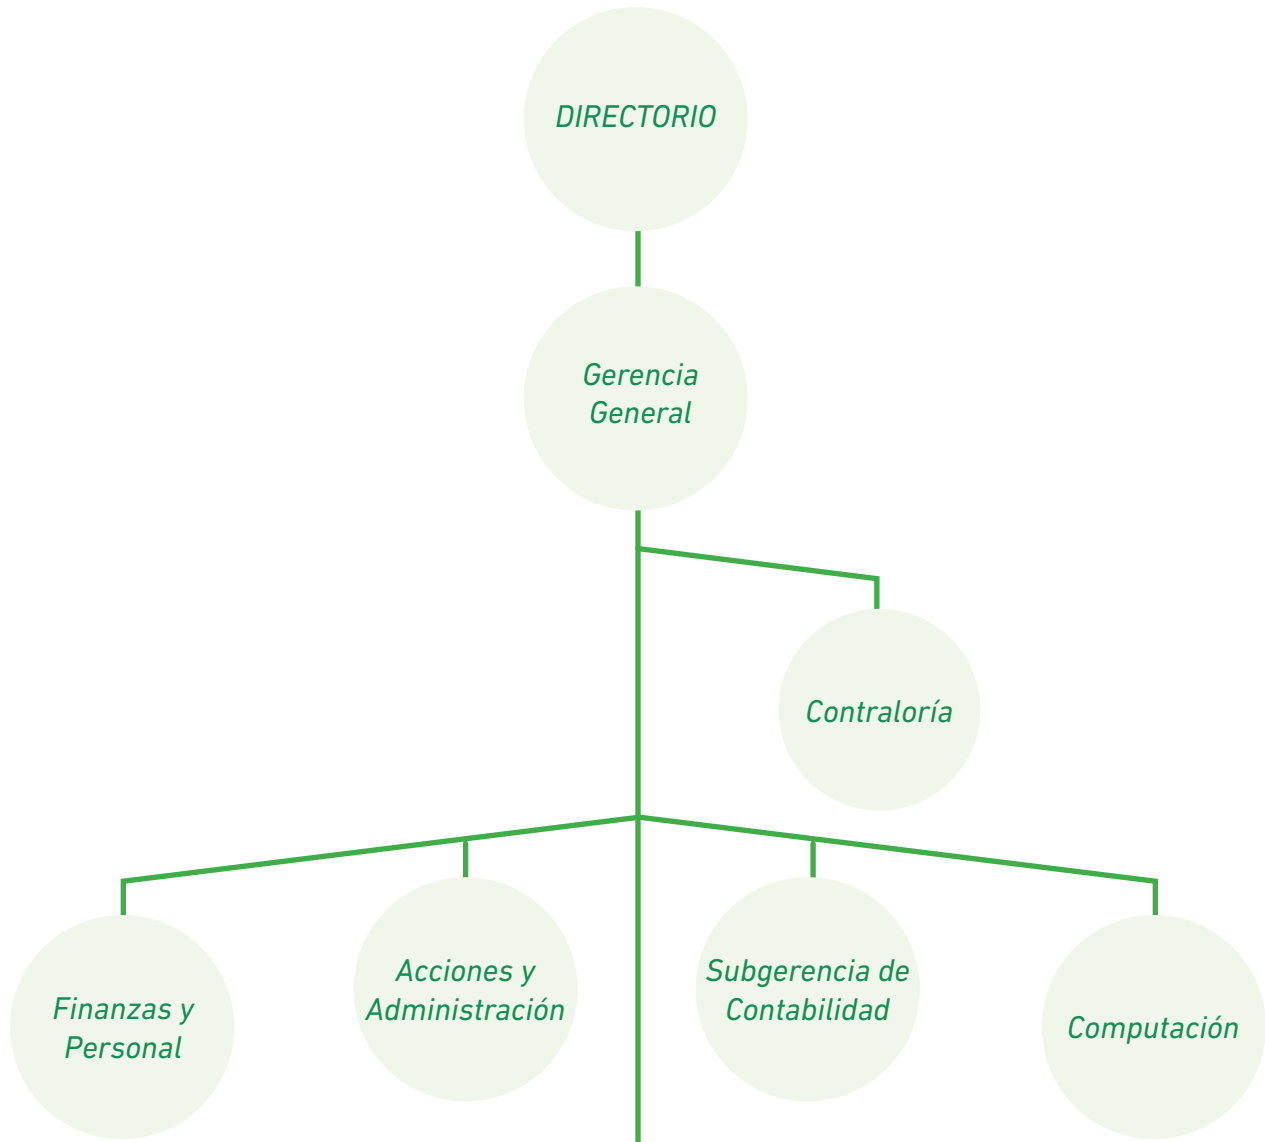 DIRECTORIO
Gerencia
General
Contraloría
Finanzas y
Personal
Acciones y
Administración
Subgerencia de
Contabilidad
Computación